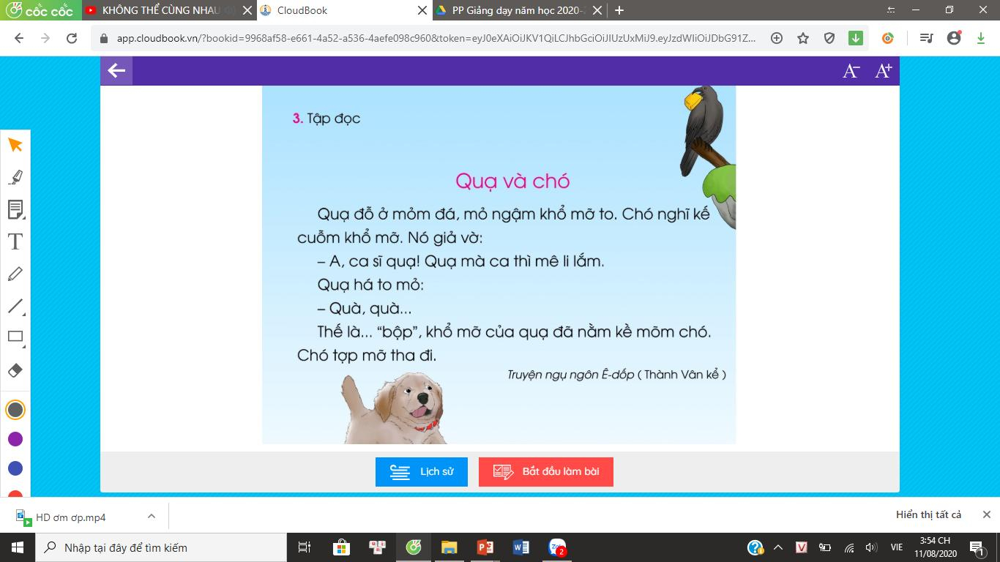 cốc cốc
KHÔNG THỂ CÙNG NHAU
CloudBook
PP Giảng dạy năm học 2020-
app.cloudbook.vn/?bookid=9968af58-e661-4a52-a536-4aefe098c960&token=eyJ0eXAiOiJKV1QiLCJhbGciOiJIUzUxMiJ9.eyJzdWIiOiJDbG91Z...
A- A+
3. Tập đọc
Quạ và chó
Quạ đỗ ở mỏm đá, mỏ ngậm khổ mỡ to. Chó nghĩ kế
cuỗm khổ mỡ. Nó giả vờ:
– A, ca sĩ quạ! Quạ mà ca thì mê li lắm.
Quạ há to mỏ:
– Quà, quà...
Thế là... “bộp”, khổ mỡ của quạ đã nằm kề mõm chó.
Chó tợp mỡ tha đi.
Truyện ngụ ngôn Ê-dốp ( Thành Vân kể )
T
Lịch sử
Bắt đầu làm bài
HD ơm ơp.mp4
Hiển thị tất cả
Nhập tại đây để tìm kiếm
2
V
VIE
3:54 CH
11/08/2020
1